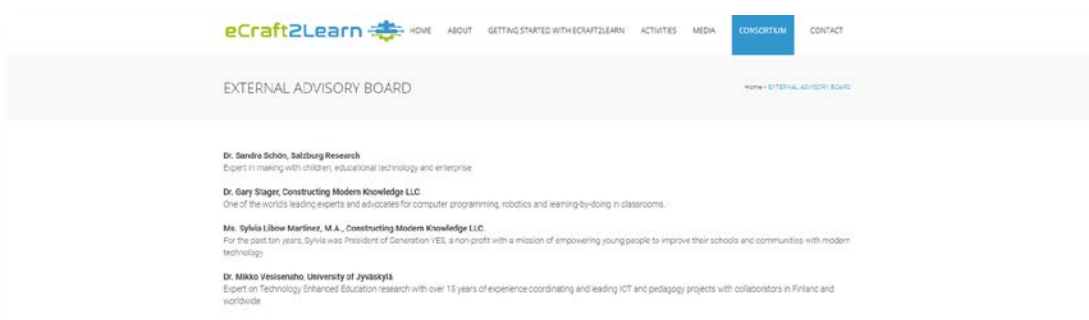 eCraft2Learn HOME ABOUT GETTING STARTED WITH ECRAFT2LEARN ACTIVITIES MEDIA CONSORTIUM CONTACT
EXTERNAL ADVISORY BOARD Home › EXTERNAL ADVISORY BOARD
Dr. Sandra Schön, Salzburg Research
Expert in making with children, educational technology and enterprise.
Dr. Gary Stager, Constructing Modern Knowledge LLC
One of the world's leading experts and advocates for computer programming, robotics and learning-by-doing in classrooms.
Ms. Sylvia Libow Martinez, M.A., Constructing Modern Knowledge LLC
For the past ten years, Sylvia was President of Generation YES, a non-profit with a mission of empowering young people to improve their schools and communities with modern
technology
Dr. Mikko Vesisenaho, University of Jyväskylä
Expert on Technology Enhanced Education research with over 15 years of experience coordinating and leading ICT and pedagogy projects with collaborators in Finland and
worldwide